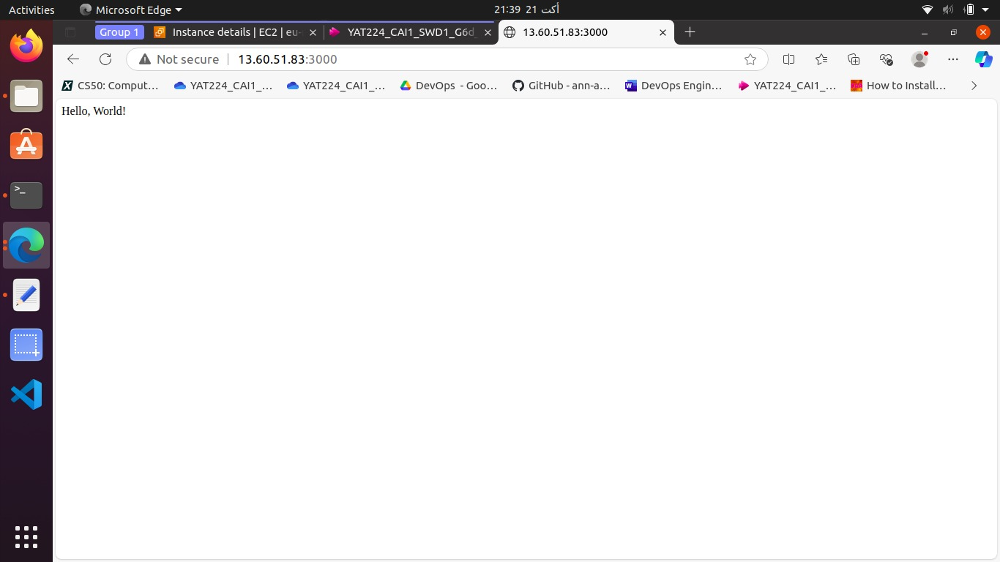 Activities Microsoft Edge 21:39 21 أكت
Group 1 Instance details | EC2 | eu- YAT224_CAI1_SWD1_G6d_ 13.60.51.83:3000
Not secure 13.60.51.83:3000
CS50: Comput... YAT224_CAI1_... YAT224_CAI1_... DevOps - Goo... GitHub - ann-a... DevOps Engin... YAT224_CAI1_... How to Install...
Hello, World!